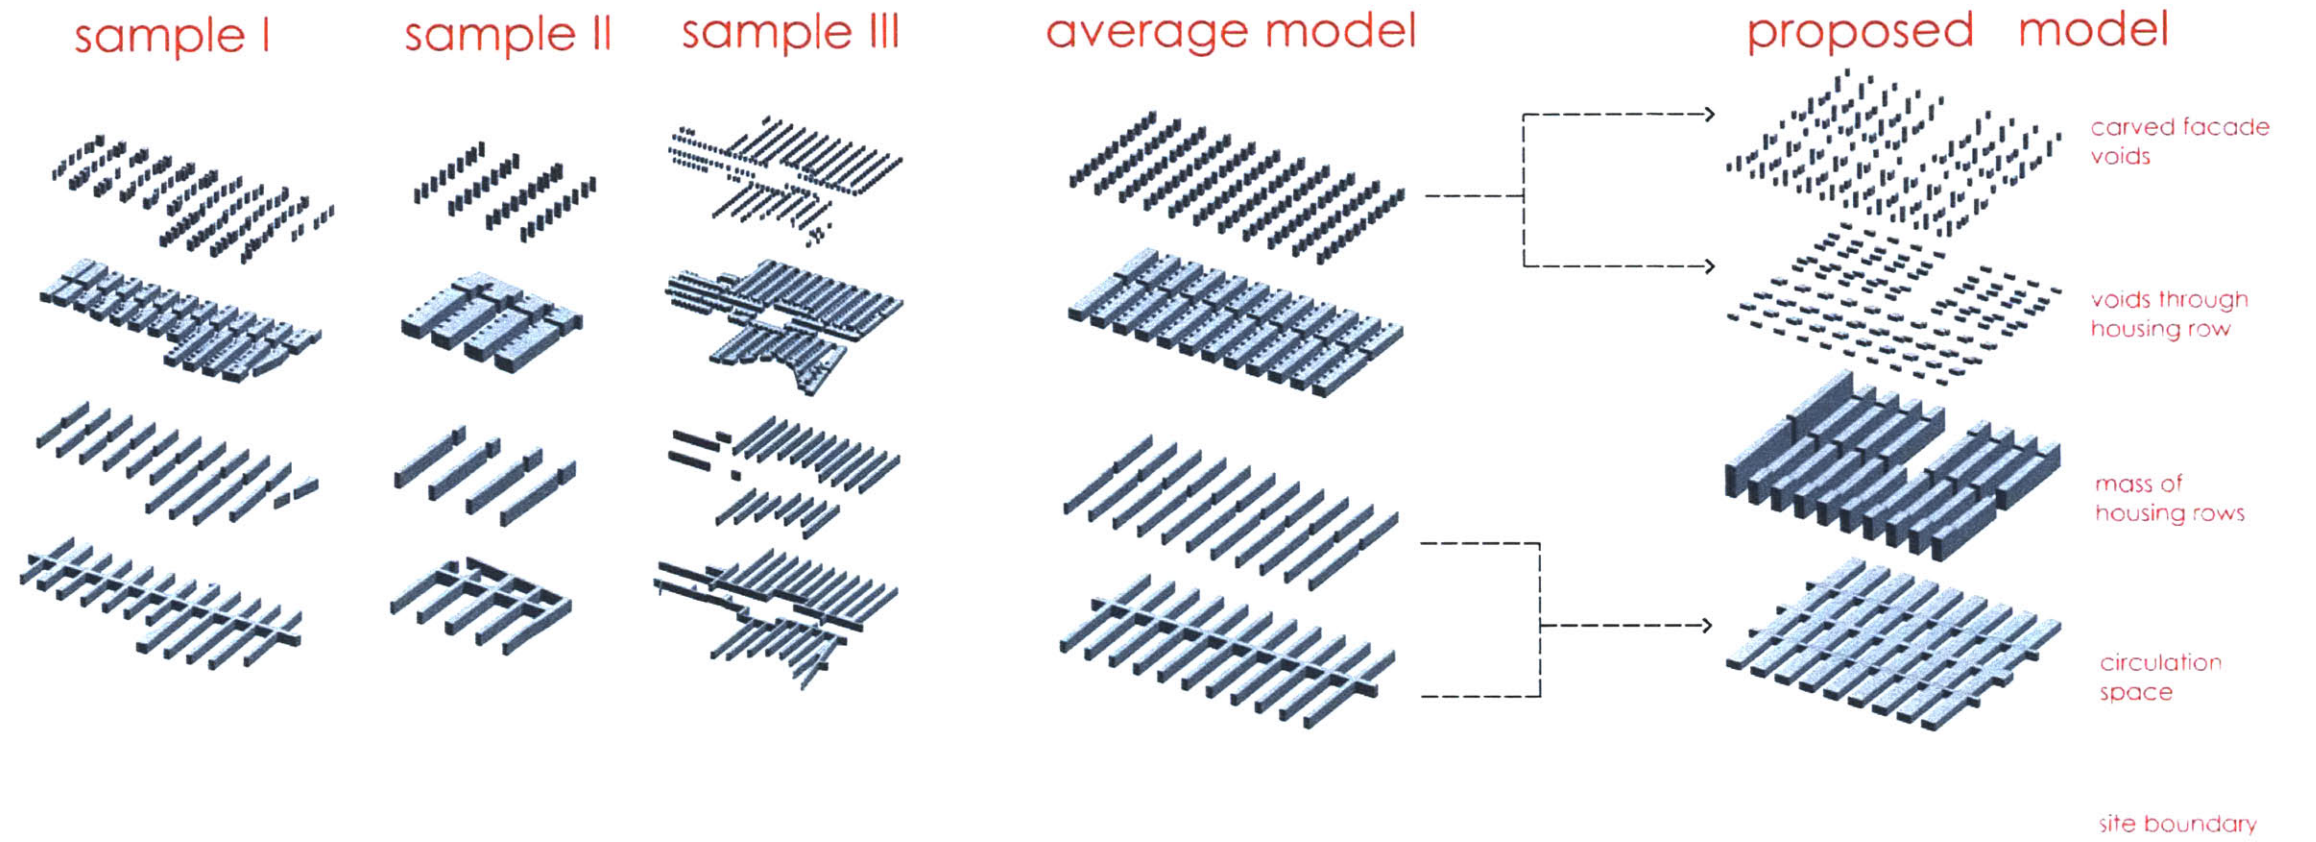 sample I
sample II
sample III
average model
proposed model
carved facade
voids
voids through
housing row
mass of
housing rows
circulation
space
site boundary